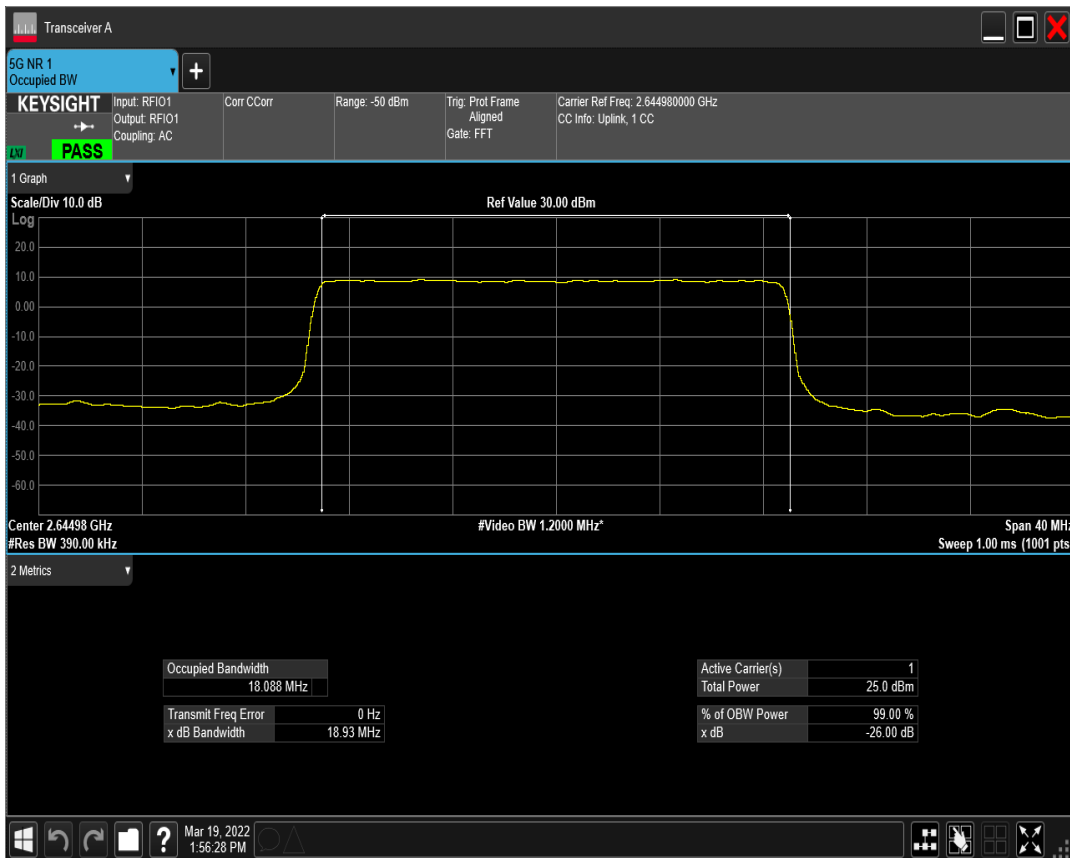 Transceiver A
5G NR 1
Occupied BW
+
KEYSIGHT
LXI
PASS
Input: RFIO1
Output: RFIO1
Coupling: AC
Corr CCorr
Range: -50 dBm
Trig: Prot Frame
Aligned
Gate: FFT
Carrier Ref Freq: 2.644980000 GHz
CC Info: Uplink, 1 CC
1 Graph
Scale/Div 10.0 dB
Ref Value 30.00 dBm
Log
20.0
10.0
0.00
-10.0
-20.0
-30.0
-40.0
-50.0
-60.0
Center 2.64498 GHz
#Video BW 1.2000 MHz*
Span 40 MHz
#Res BW 390.00 kHz
Sweep 1.00 ms (1001 pts
2 Metrics
Occupied Bandwidth
18.088 MHz
Transmit Freq Error 0 Hz
x dB Bandwidth 18.93 MHz
Active Carrier(s) 1
Total Power 25.0 dBm
% of OBW Power 99.00 %
x dB -26.00 dB
?
Mar 19, 2022
1:56:28 PM